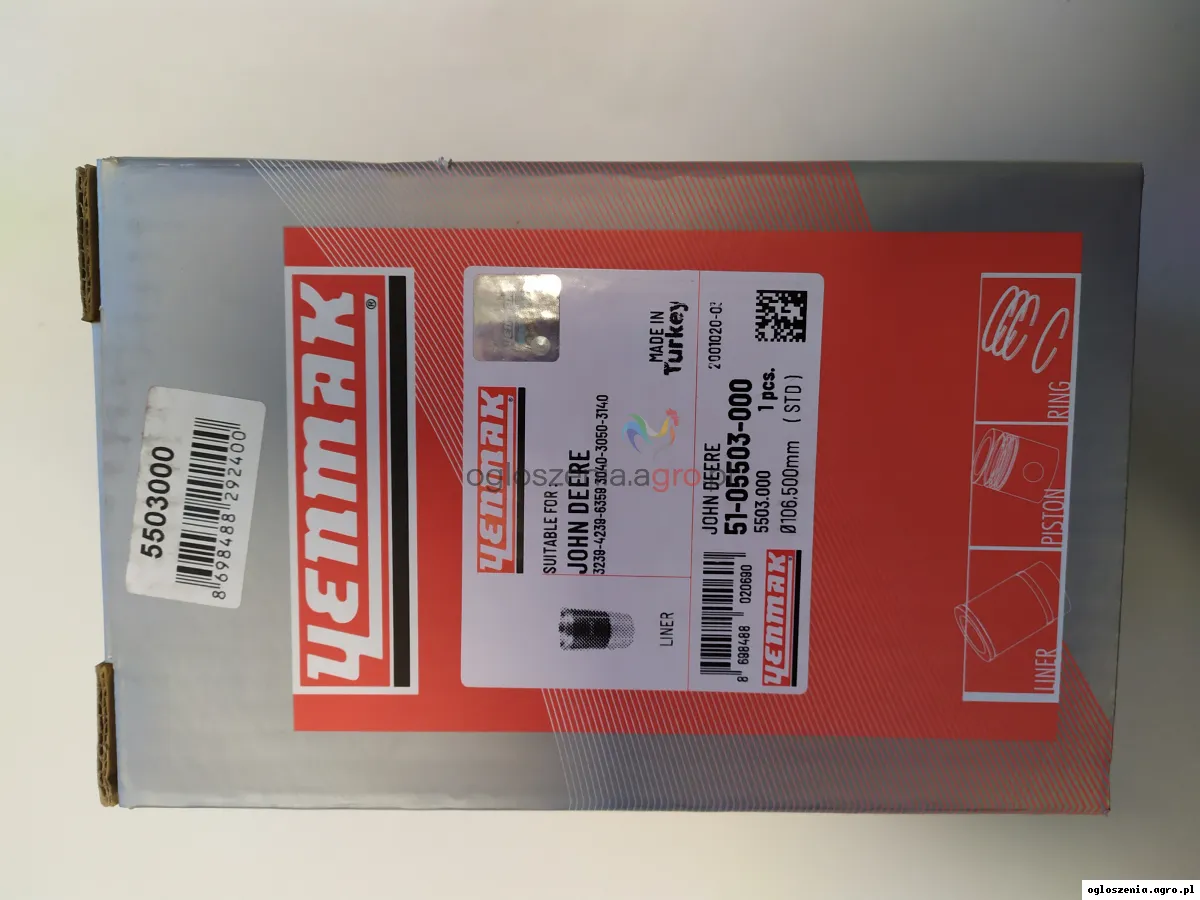 5503000
8 698488 292400
YENMAK®
YENMAK®
SUITABLE FOR :
JOHN DEERE
3239-4239-6359 3040-3050-3140
MADE IN
Turkey
LINER
2001020-03
JOHN DEERE
51-05503-000
5503.000
1 pcs.
Ø106.500mm ( STD )
8 698488 020690
YENMAK
LINER
PISTON
RING
ogloszenia.agro.pl
ogloszenia.agro.pl